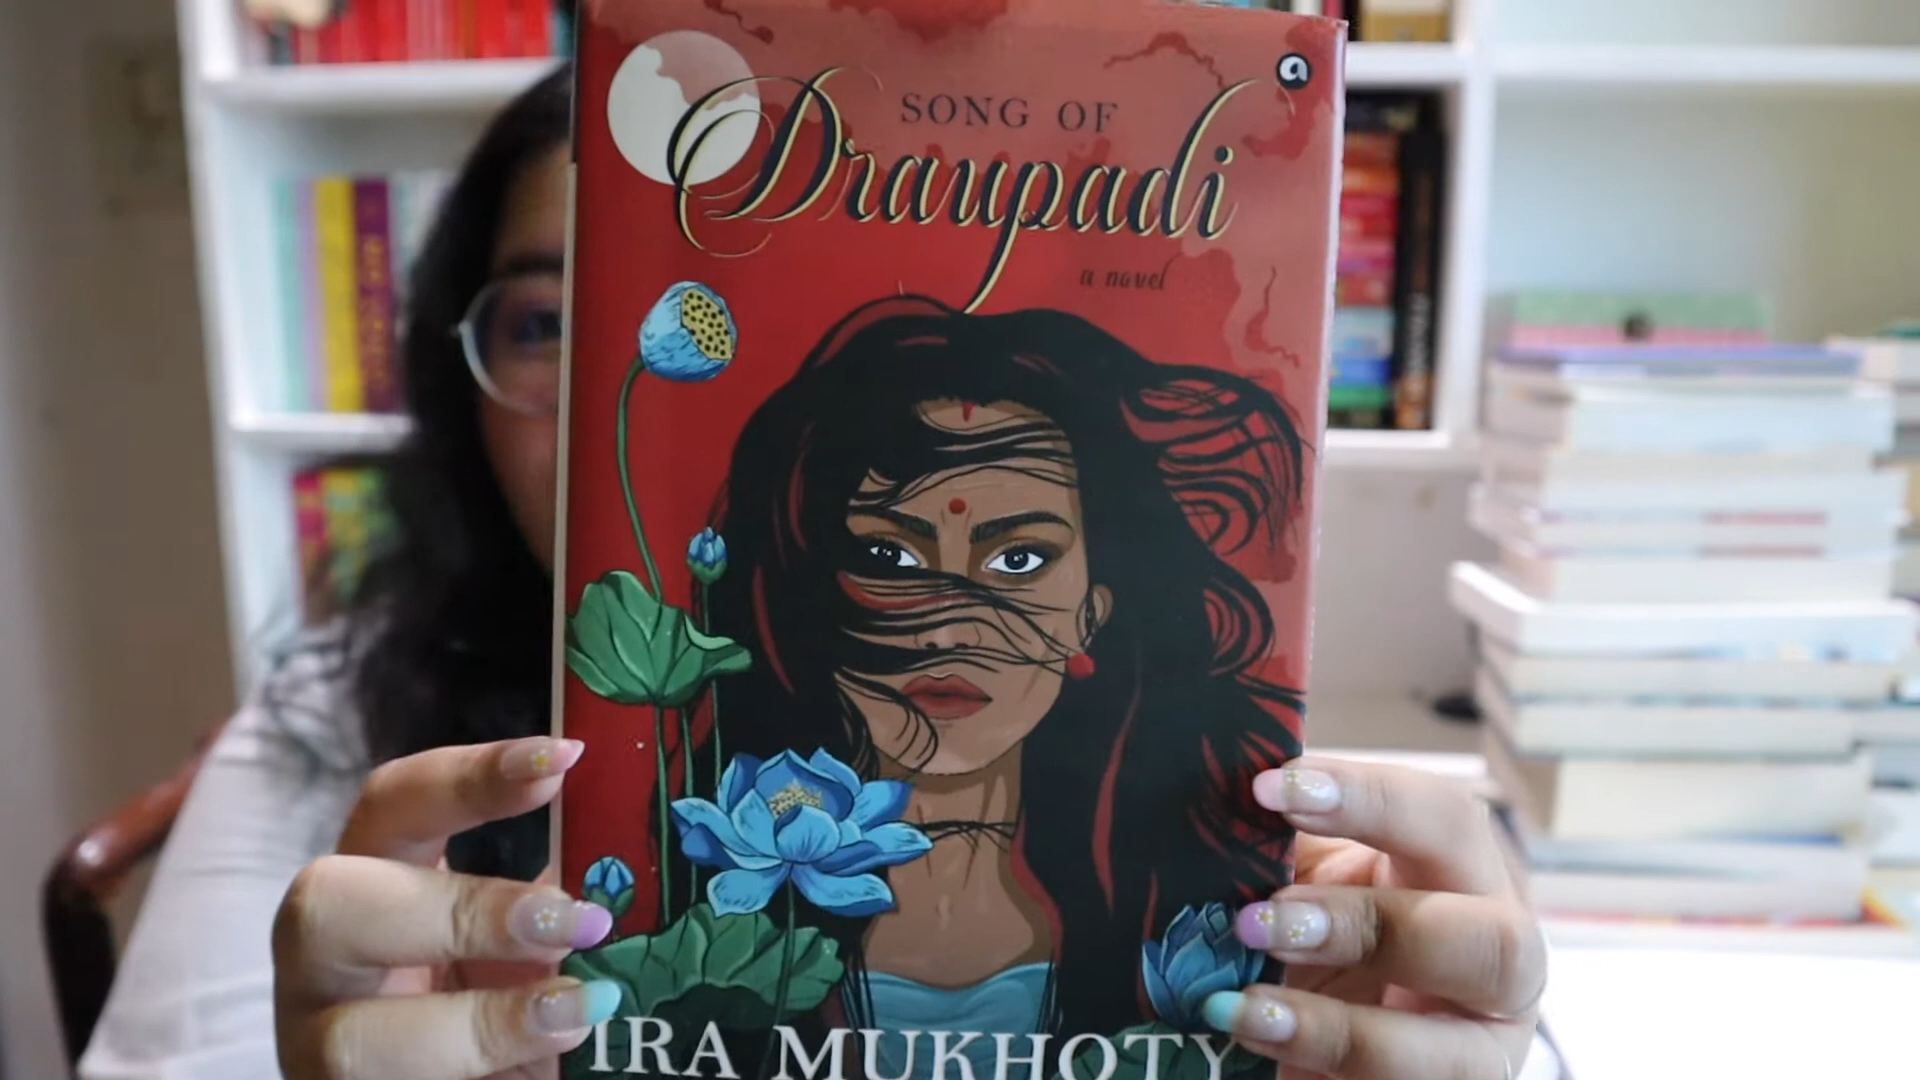 SONG OF
Draupadi
a novel
a
IRA MUKHOTY